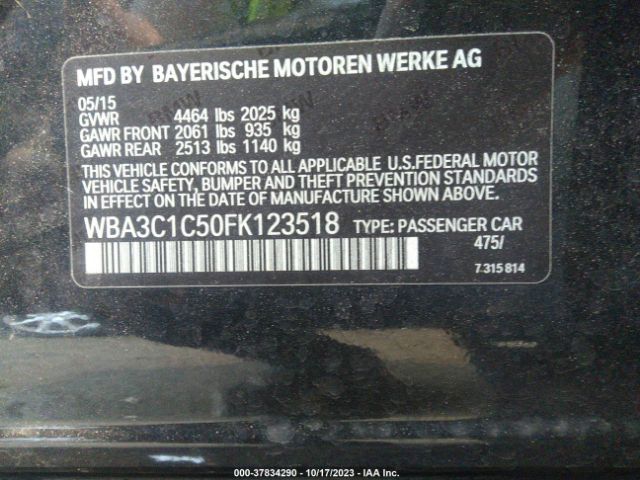 MFD BY BAYERISCHE MOTOREN WERKE AG
05/15
GVWR 4464 lbs 2025 kg
GAWR FRONT 2061 lbs 935 kg
GAWR REAR 2513 lbs 1140 kg
THIS VEHICLE CONFORMS TO ALL APPLICABLE U.S.FEDERAL MOTOR
VEHICLE SAFETY, BUMPER AND THEFT PREVENTION STANDARDS
IN EFFECT ON THE DATE OF MANUFACTURE SHOWN ABOVE.
WBA3C1C50FK123518 TYPE: PASSENGER CAR
475/
7 315 814
000-37834290 - 10/17/2023 - IAA Inc.